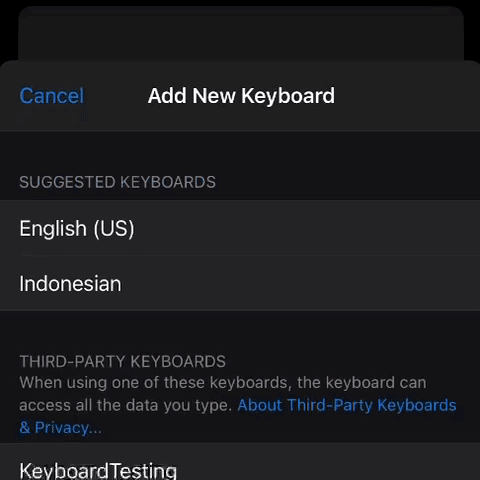 Cancel
Add New Keyboard
SUGGESTED KEYBOARDS
English (US)
Indonesian
THIRD-PARTY KEYBOARDS
When using one of these keyboards, the keyboard can
access all the data you type. About Third-Party Keyboards
& Privacy...
KeyboardTesting